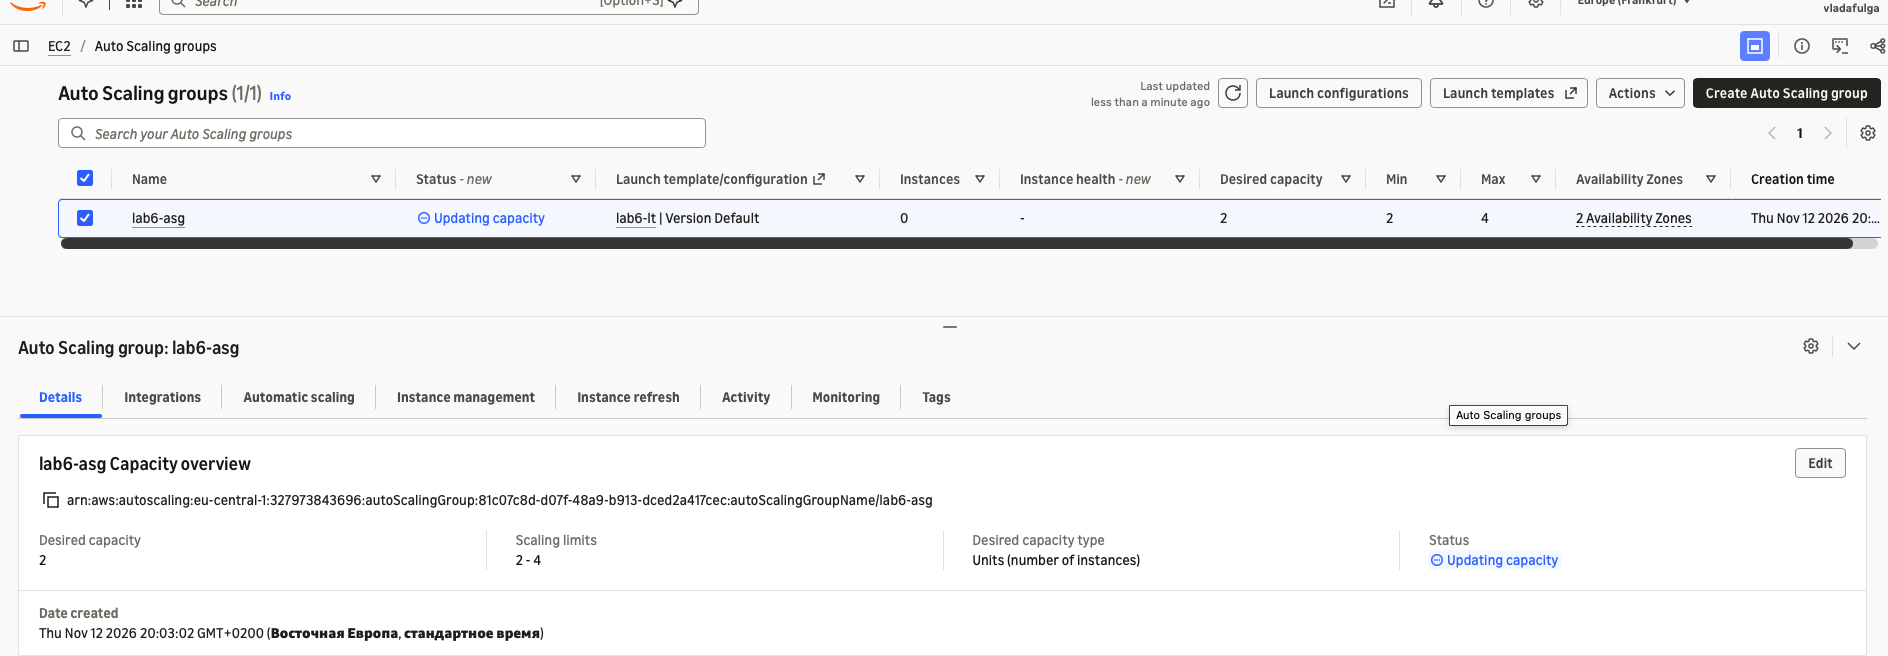 Search [Option+S] Europe (Frankfurt)
vladafulga
EC2 / Auto Scaling groups
Auto Scaling groups (1/1) Info
Last updated
less than a minute ago
Launch configurations Launch templates Actions Create Auto Scaling group
Search your Auto Scaling groups
1
Name Status - new Launch template/configuration Instances Instance health - new Desired capacity Min Max Availability Zones Creation time
lab6-asg Updating capacity lab6-lt | Version Default 0 - 2 2 4 2 Availability Zones Thu Nov 12 2026 20:...
Auto Scaling group: lab6-asg
Details Integrations Automatic scaling Instance management Instance refresh Activity Monitoring Tags
Auto Scaling groups
lab6-asg Capacity overview
Edit
arn:aws:autoscaling:eu-central-1:327973843696:autoScalingGroup:81c07c8d-d07f-48a9-b913-dced2a417cec:autoScalingGroupName/lab6-asg
Desired capacity Scaling limits Desired capacity type Status
2 2 - 4 Units (number of instances) Updating capacity
Date created
Thu Nov 12 2026 20:03:02 GMT+0200 (Восточная Европа, стандартное время)